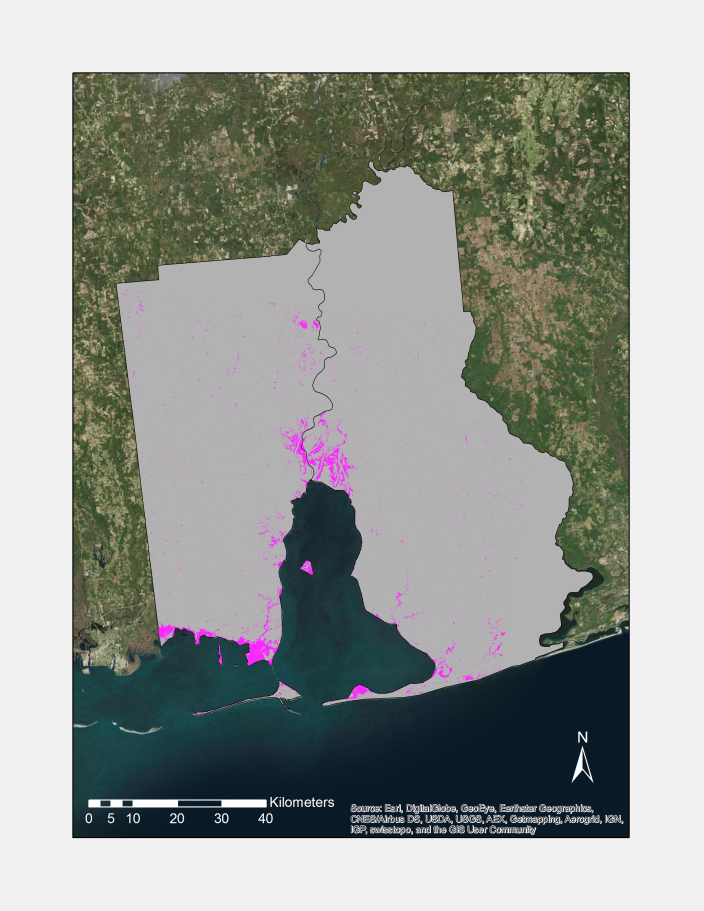 N
Kilometers
0 5 10 20 30 40
Source: Esri, DigitalGlobe, GeoEye, Earthstar Geographics,
CNES/Airbus DS, USDA, USGS, AEX, Getmapping, Aerogrid, IGN,
IGP, swisstopo, and the GIS User Community